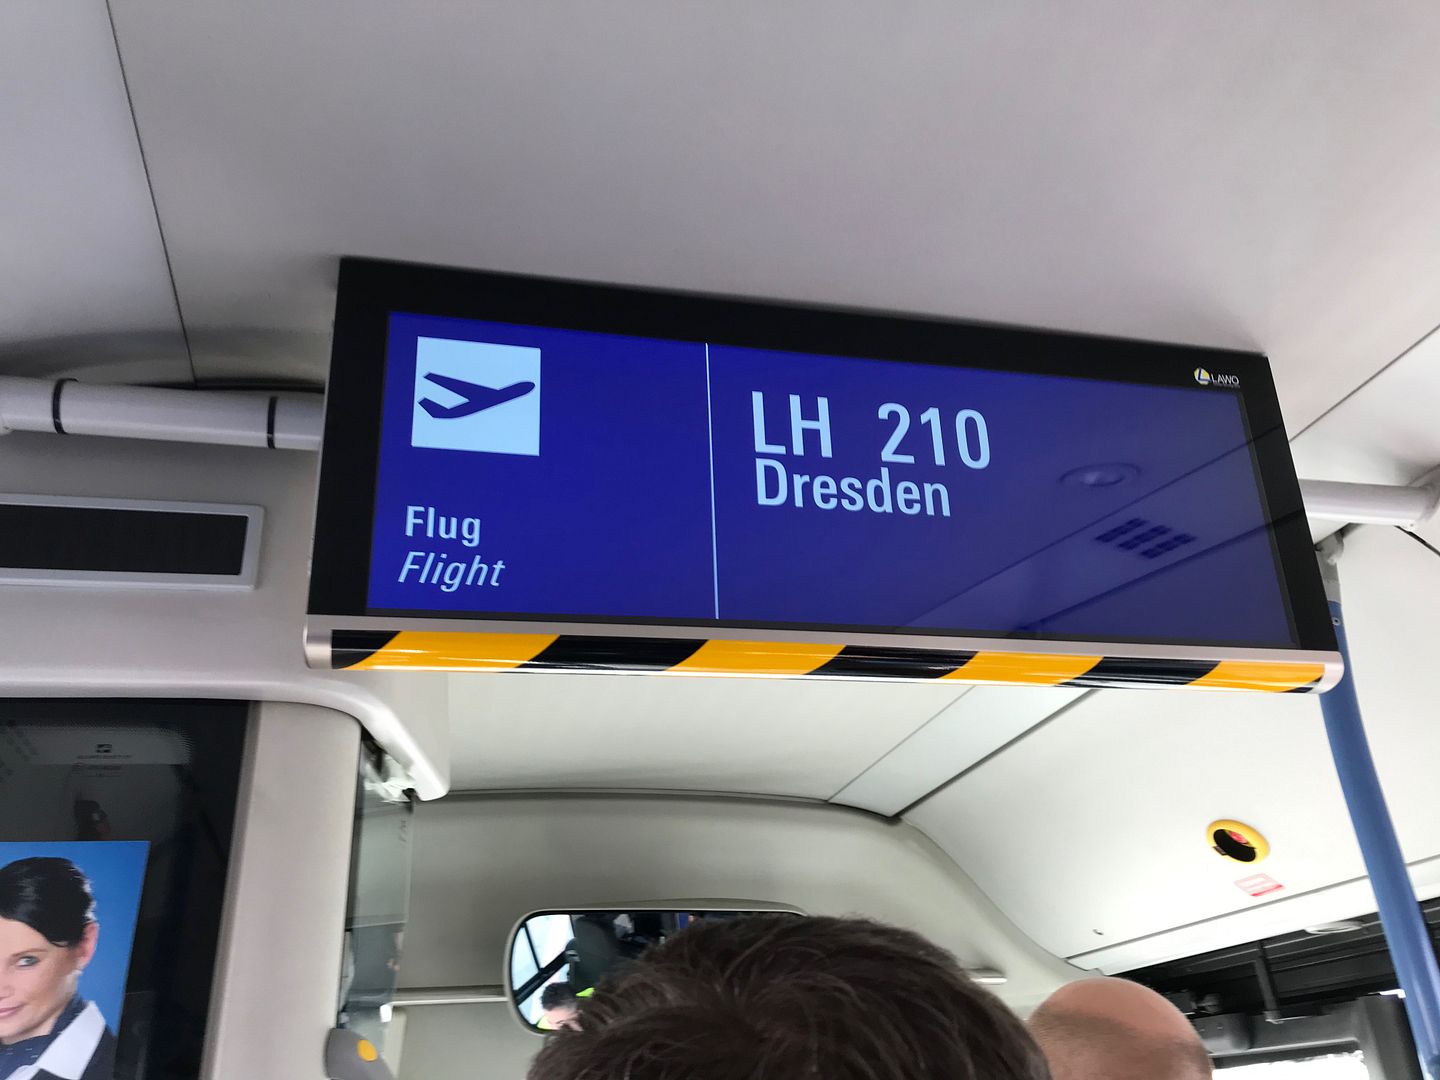 Flug
Flight
LH 210
Dresden
LAWO